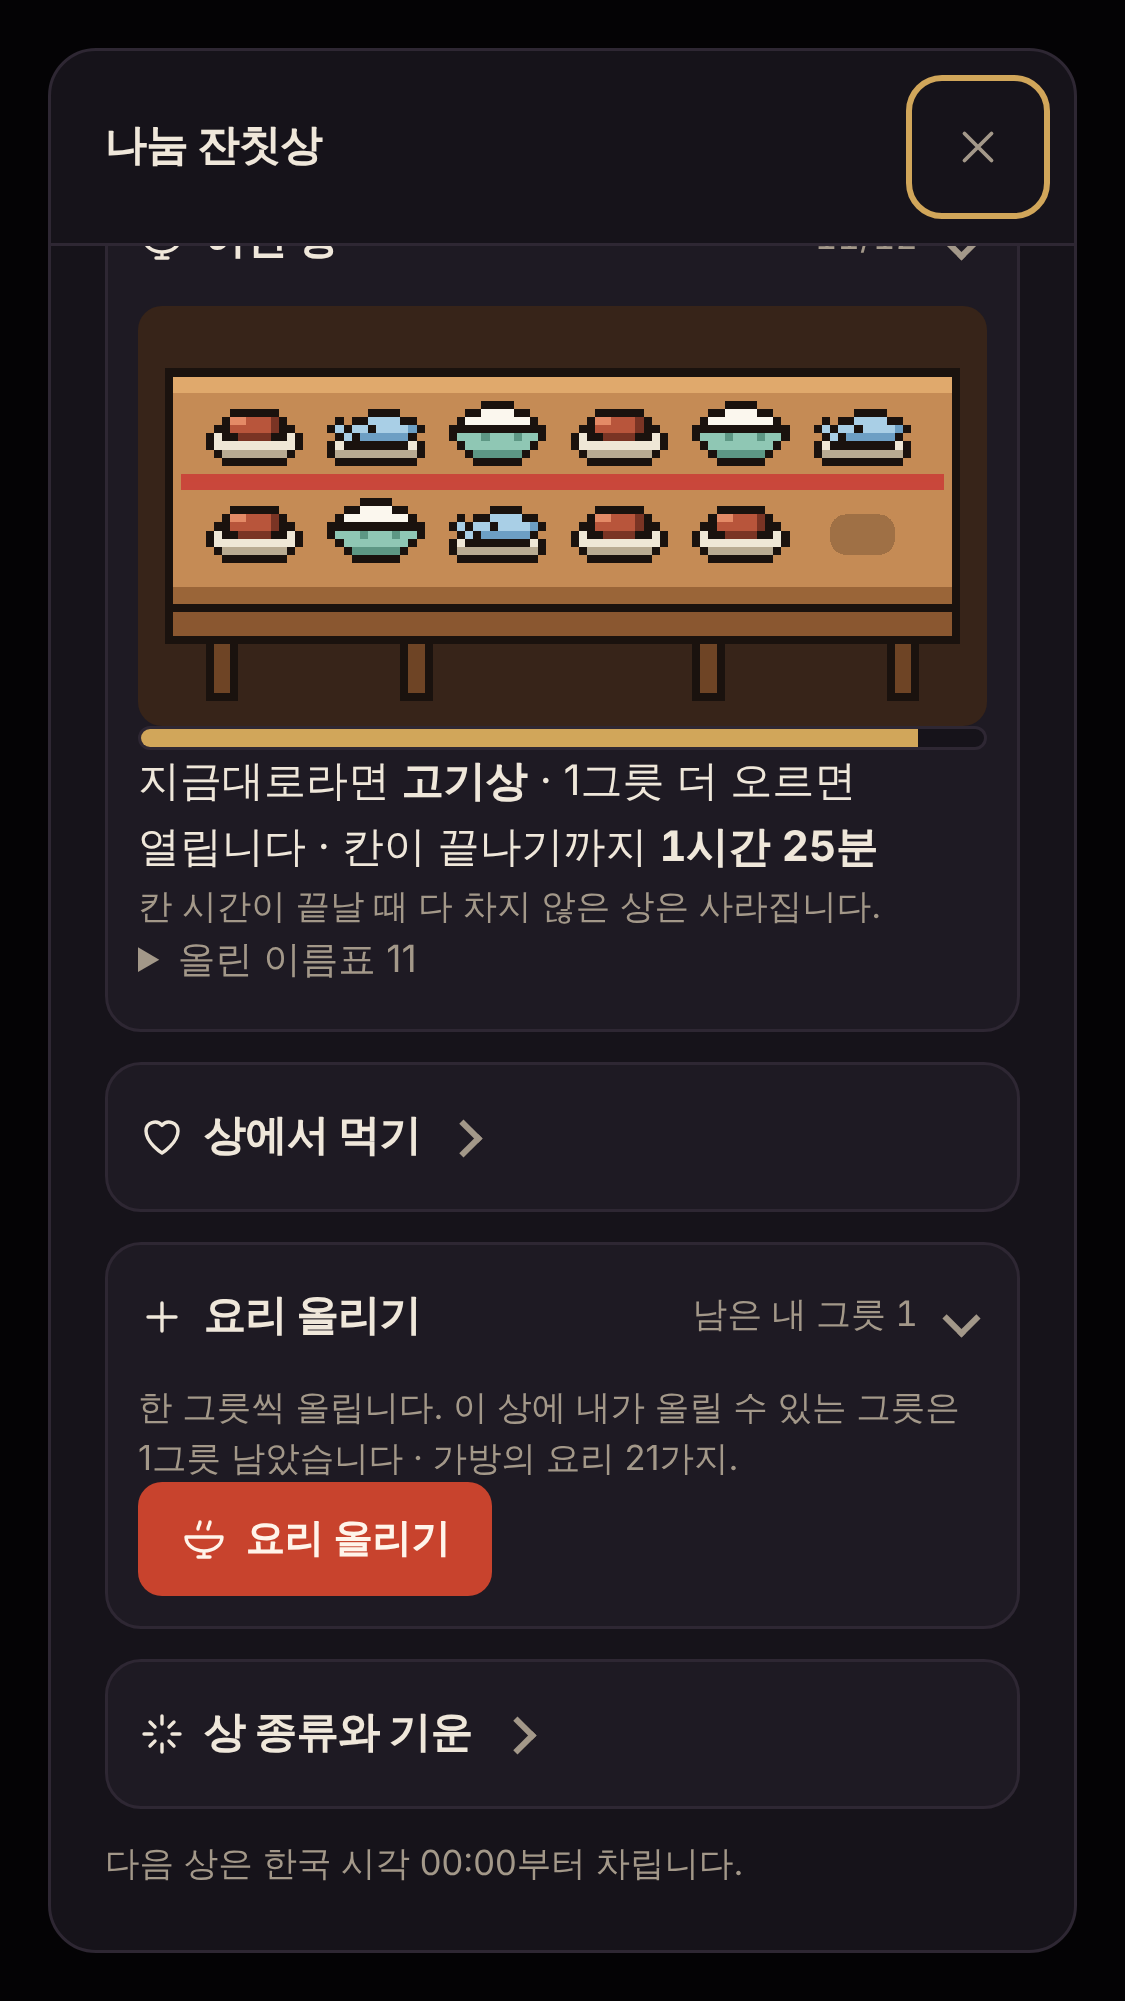 나눔 잔칫상
지금대로라면 고기상 · 1그릇 더 오르면
열립니다 · 칸이 끝나기까지 1시간 25분
칸 시간이 끝날 때 다 차지 않은 상은 사라집니다.
▶ 올린 이름표 11
상에서 먹기
요리 올리기
남은 내 그릇 1
한 그릇씩 올립니다. 이 상에 내가 올릴 수 있는 그릇은
1그릇 남았습니다 · 가방의 요리 21가지.
요리 올리기
상 종류와 기운
다음 상은 한국 시각 00:00부터 차립니다.